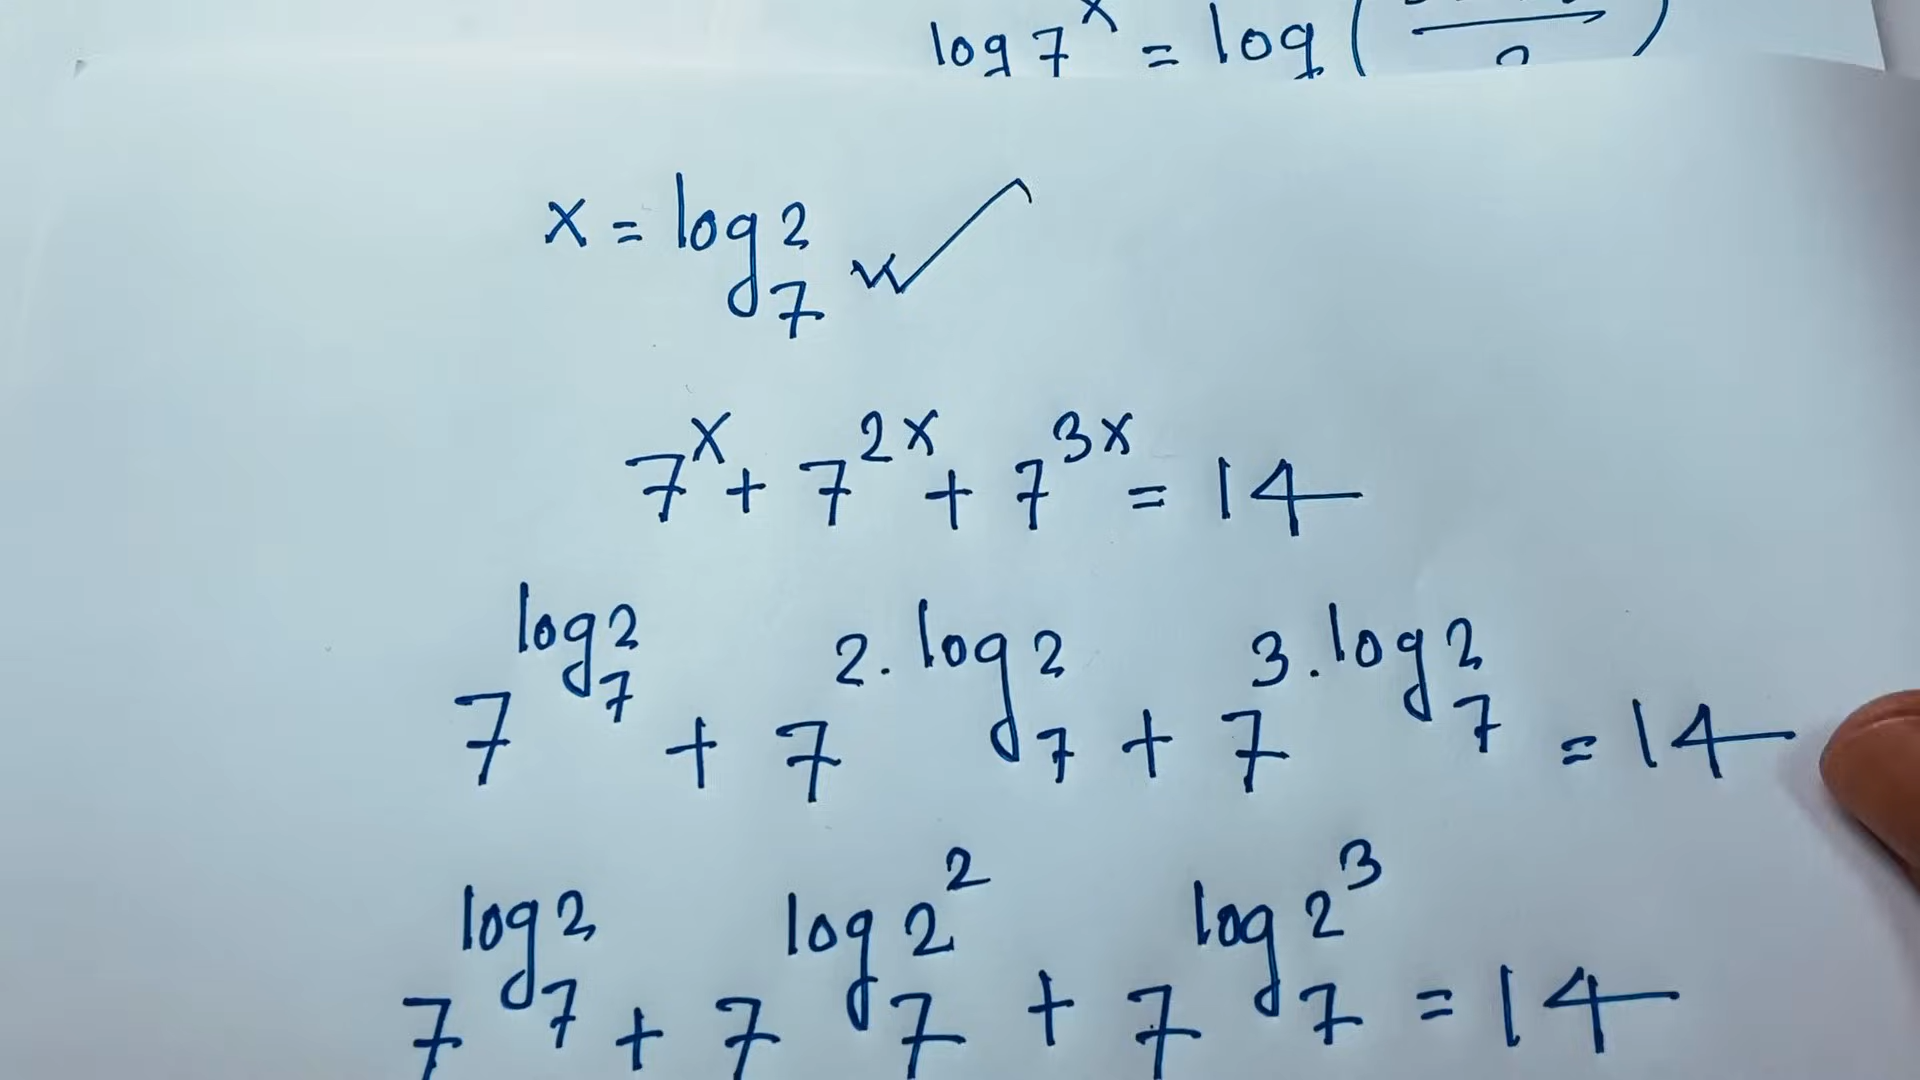 log 7^x = log (
x = log_7 2 ✓
7^x + 7^2x + 7^3x = 14
7^log_7 2 + 7^2.log_7 2 + 7^3.log_7 2 = 14
7^log_7 2 + 7^log_7 2^2 + 7^log_7 2^3 = 14